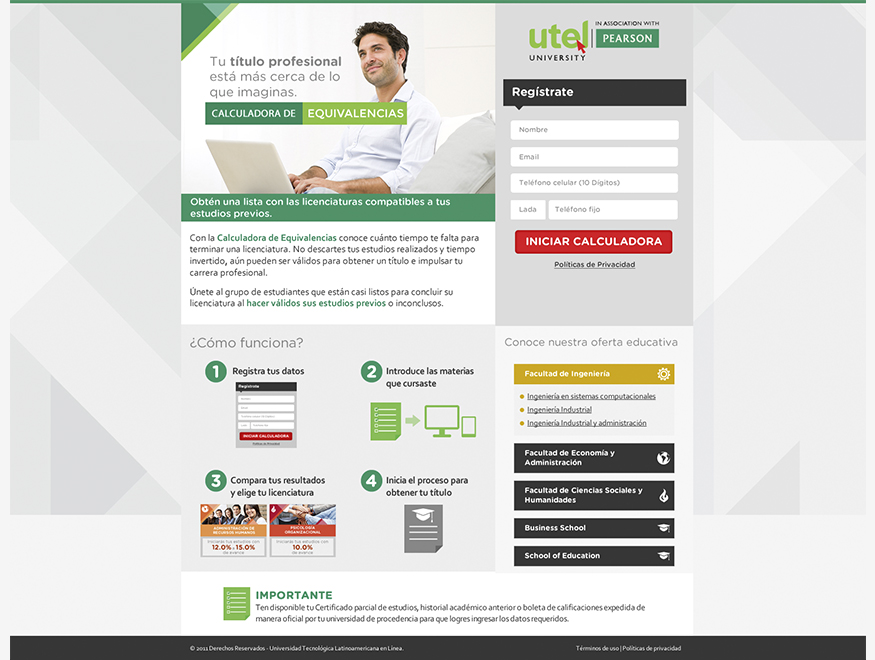 Tu título profesional
está más cerca de lo
que imaginas.
CALCULADORA DE EQUIVALENCIAS
Obtén una lista con las licenciaturas compatibles a tus
estudios previos.
Con la Calculadora de Equivalencias conoce cuánto tiempo te falta para
terminar una licenciatura. No descartes tus estudios realizados y tiempo
invertido, aún pueden ser válidos para obtener un título e impulsar tu
carrera profesional.
Únete al grupo de estudiantes que están casi listos para concluir su
licenciatura al hacer válidos sus estudios previos o inconclusos.
utel
UNIVERSITY
IN ASSOCIATION WITH
PEARSON
Regístrate
Nombre
Email
Teléfono celular (10 Dígitos)
Lada Teléfono fijo
INICIAR CALCULADORA
Políticas de Privacidad
¿Cómo funciona?
1 Registra tus datos
Regístrate
INICIAR CALCULADORA
2 Introduce las materias
que cursaste
3 Compara tus resultados
y elige tu licenciatura
ADMINISTRACIÓN DE
RECURSOS HUMANOS
12.0% a 15.0%
de avance
PSICOLOGÍA
ORGANIZACIONAL
10.0%
de avance
4 Inicia el proceso para
obtener tu título
Conoce nuestra oferta educativa
Facultad de Ingeniería
Ingeniería en sistemas computacionales
Ingeniería Industrial
Ingeniería Industrial y administración
Facultad de Economía y
Administración
Facultad de Ciencias Sociales y
Humanidades
Business School
School of Education
IMPORTANTE
Ten disponible tu Certificado parcial de estudios, historial académico anterior o boleta de calificaciones expedida de
manera oficial por tu universidad de procedencia para que logres ingresar los datos requeridos.
© 2011 Derechos Reservados - Universidad Tecnológica Latinoamericana en Línea.
Términos de uso | Políticas de privacidad